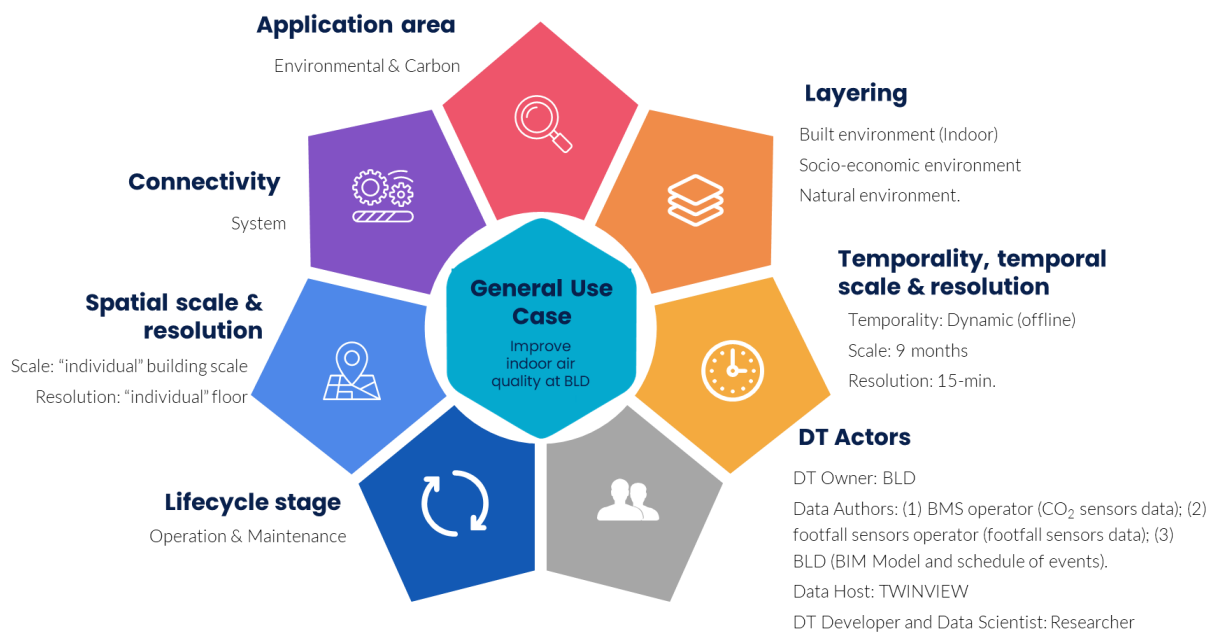 Application area
Environmental & Carbon
Layering
Built environment (Indoor)
Socio-economic environment
Natural environment.
Connectivity
System
Temporality, temporal
scale & resolution
Temporality: Dynamic (offline)
Scale: 9 months
Resolution: 15-min.
General Use
Case
Improve
indoor air
quality at BLD
Spatial scale &
resolution
Scale: “individual” building scale
Resolution: “individual” floor
DT Actors
DT Owner: BLD
Data Authors: (1) BMS operator (CO₂ sensors data); (2)
footfall sensors operator (footfall sensors data); (3)
BLD (BIM Model and schedule of events).
Data Host: TWINVIEW
DT Developer and Data Scientist: Researcher
Lifecycle stage
Operation & Maintenance